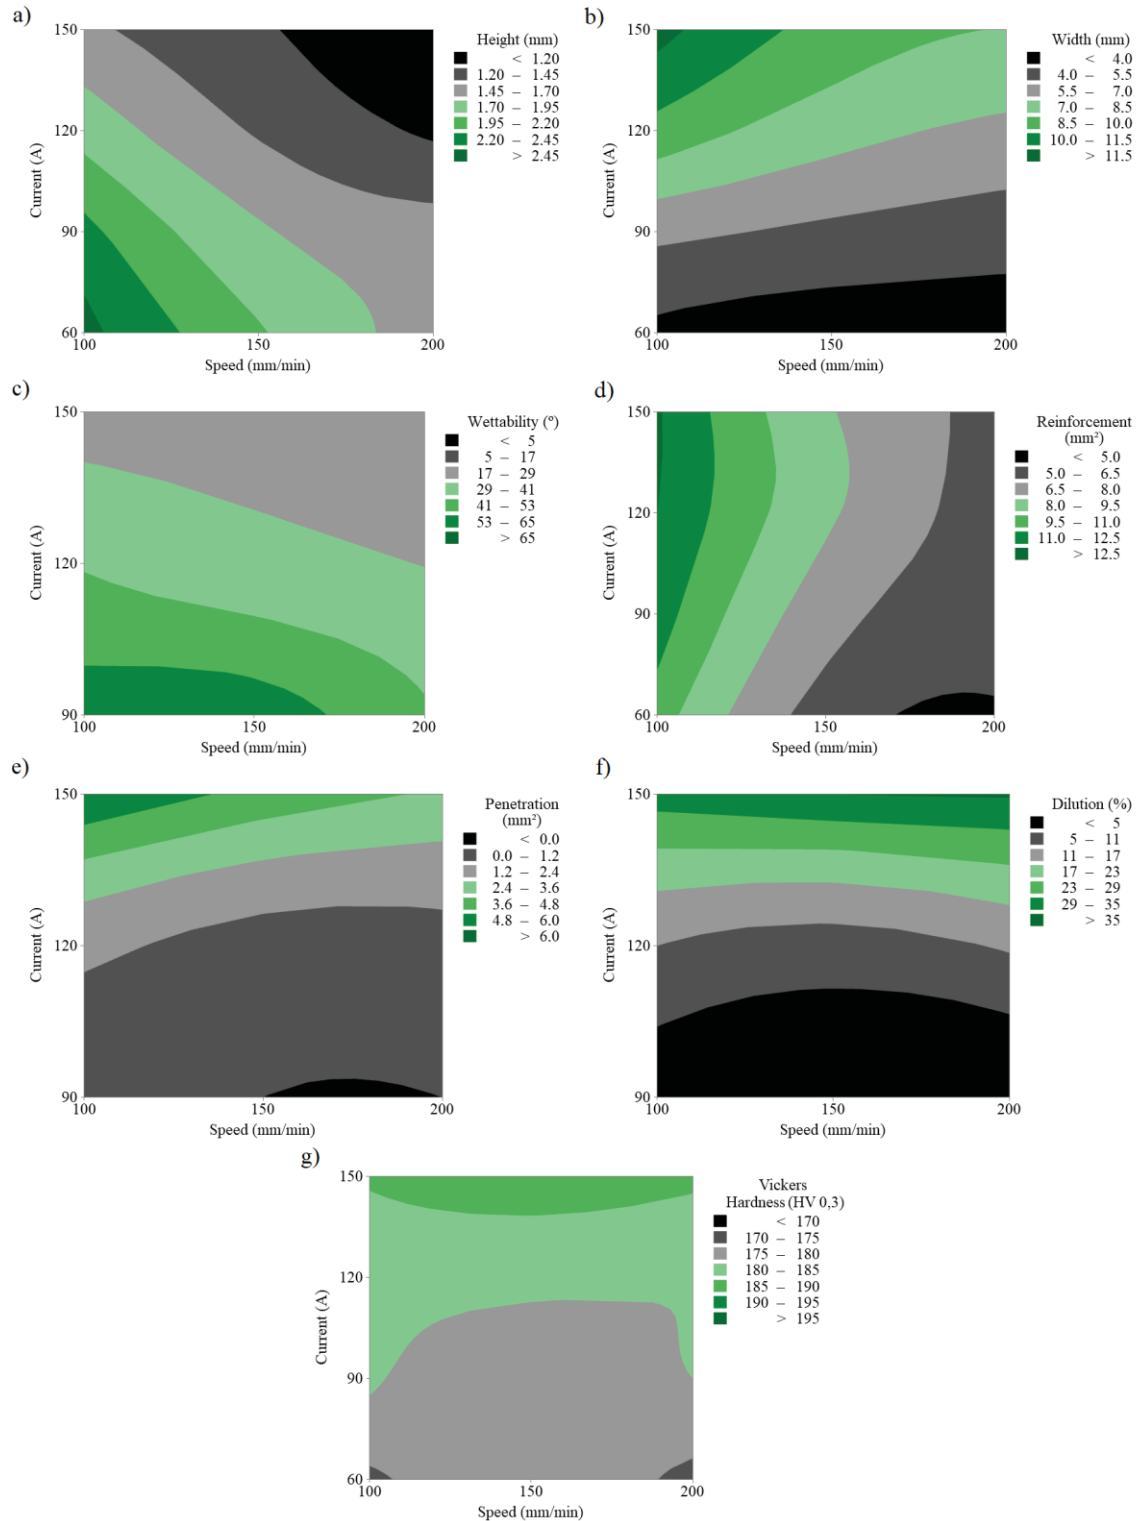 a)
150
120
90
60
100
150
200
Current (A)
Speed (mm/min)
Height (mm)
< 1.20
1.20 – 1.45
1.45 – 1.70
1.70 – 1.95
1.95 – 2.20
2.20 – 2.45
> 2.45
b)
150
120
90
60
100
150
200
Current (A)
Speed (mm/min)
Width (mm)
< 4.0
4.0 – 5.5
5.5 – 7.0
7.0 – 8.5
8.5 – 10.0
10.0 – 11.5
> 11.5
c)
150
120
90
100
150
200
Current (A)
Speed (mm/min)
Wettability (º)
< 5
5 – 17
17 – 29
29 – 41
41 – 53
53 – 65
> 65
d)
150
120
90
60
100
150
200
Current (A)
Speed (mm/min)
Reinforcement
(mm²)
< 5.0
5.0 – 6.5
6.5 – 8.0
8.0 – 9.5
9.5 – 11.0
11.0 – 12.5
> 12.5
e)
150
120
90
100
150
200
Current (A)
Speed (mm/min)
Penetration
(mm²)
< 0.0
0.0 – 1.2
1.2 – 2.4
2.4 – 3.6
3.6 – 4.8
4.8 – 6.0
> 6.0
f)
150
120
90
100
150
200
Current (A)
Speed (mm/min)
Dilution (%)
< 5
5 – 11
11 – 17
17 – 23
23 – 29
29 – 35
> 35
g)
150
120
90
60
100
150
200
Current (A)
Speed (mm/min)
Vickers
Hardness (HV 0,3)
< 170
170 – 175
175 – 180
180 – 185
185 – 190
190 – 195
> 195